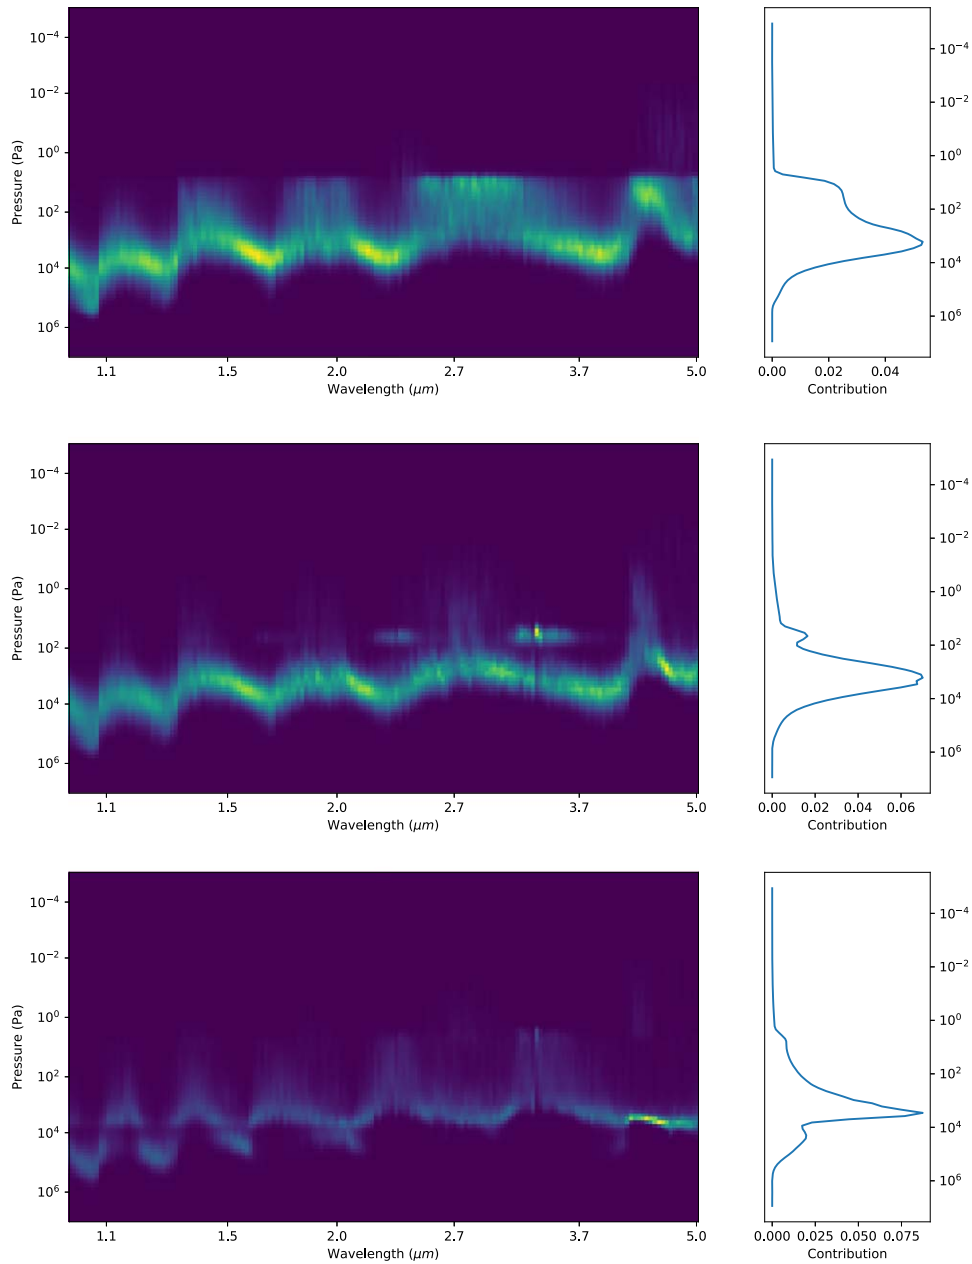 10⁻⁴
10⁻²
10⁰
10²
10⁴
10⁶
Pressure (Pa)
1.1 1.5 2.0 2.7 3.7 5.0
Wavelength (μm)
10⁻⁴
10⁻²
10⁰
10²
10⁴
10⁶
0.00 0.02 0.04
Contribution
10⁻⁴
10⁻²
10⁰
10²
10⁴
10⁶
Pressure (Pa)
1.1 1.5 2.0 2.7 3.7 5.0
Wavelength (μm)
10⁻⁴
10⁻²
10⁰
10²
10⁴
10⁶
0.00 0.02 0.04 0.06
Contribution
10⁻⁴
10⁻²
10⁰
10²
10⁴
10⁶
Pressure (Pa)
1.1 1.5 2.0 2.7 3.7 5.0
Wavelength (μm)
10⁻⁴
10⁻²
10⁰
10²
10⁴
10⁶
0.000 0.025 0.050 0.075
Contribution